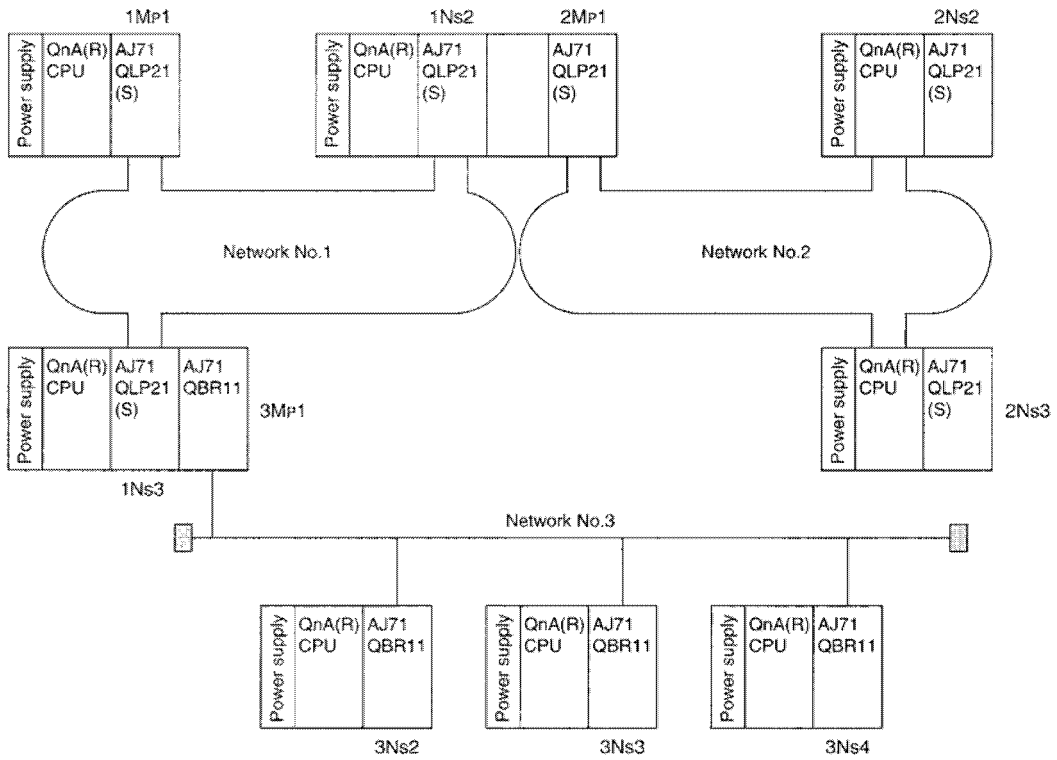 1MP1
1NS2
2MP1
2NS2
Power supply
QnA(R)
CPU
AJ71
QLP21
(S)
Power supply
QnA(R)
CPU
AJ71
QLP21
(S)
AJ71
QLP21
(S)
Power supply
QnA(R)
CPU
AJ71
QLP21
(S)
Network No.1
Network No.2
Power supply
QnA(R)
CPU
AJ71
QLP21
(S)
AJ71
QBR11
3MP1
1NS3
Power supply
QnA(R)
CPU
AJ71
QLP21
(S)
2NS3
Network No.3
Power supply
QnA(R)
CPU
AJ71
QBR11
3NS2
Power supply
QnA(R)
CPU
AJ71
QBR11
3NS3
Power supply
QnA(R)
CPU
AJ71
QBR11
3NS4